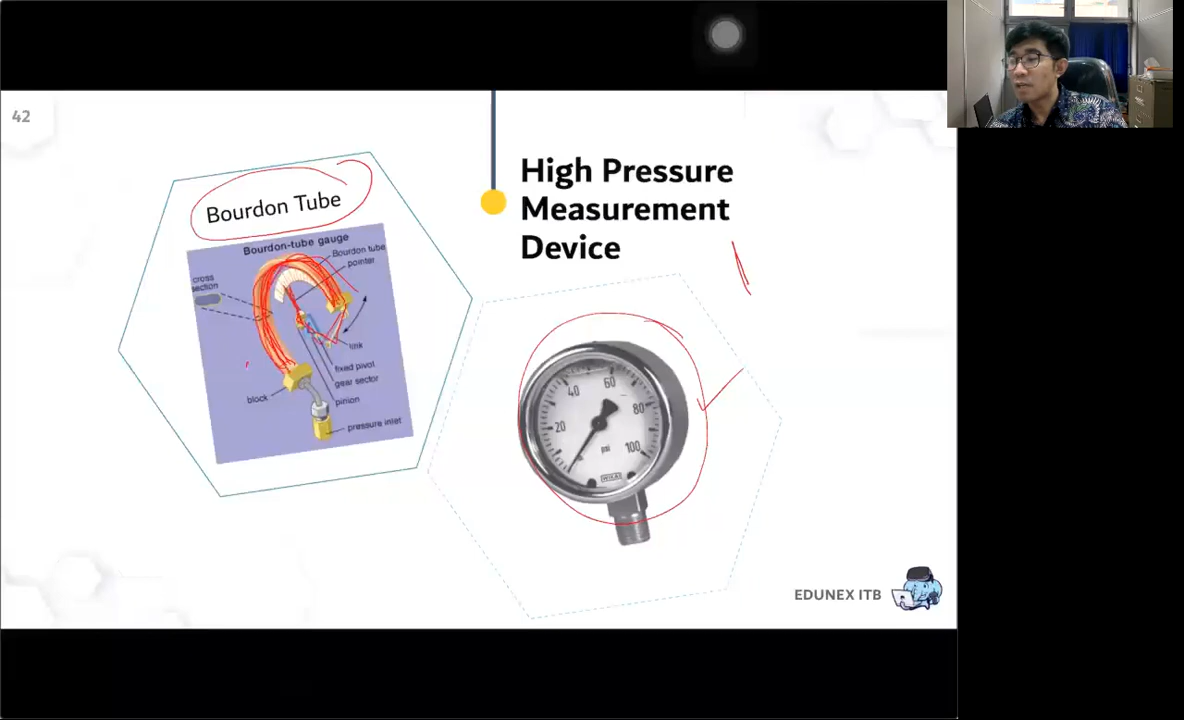 42
High Pressure
Measurement
Device
Bourdon Tube
Bourdon-tube gauge
Bourdon tube
pointer
cross
section
link
fixed pivot
gear sector
pinion
block
pressure inlet
60
40
80
20
100
psi
WIKA
EDUNEX ITB